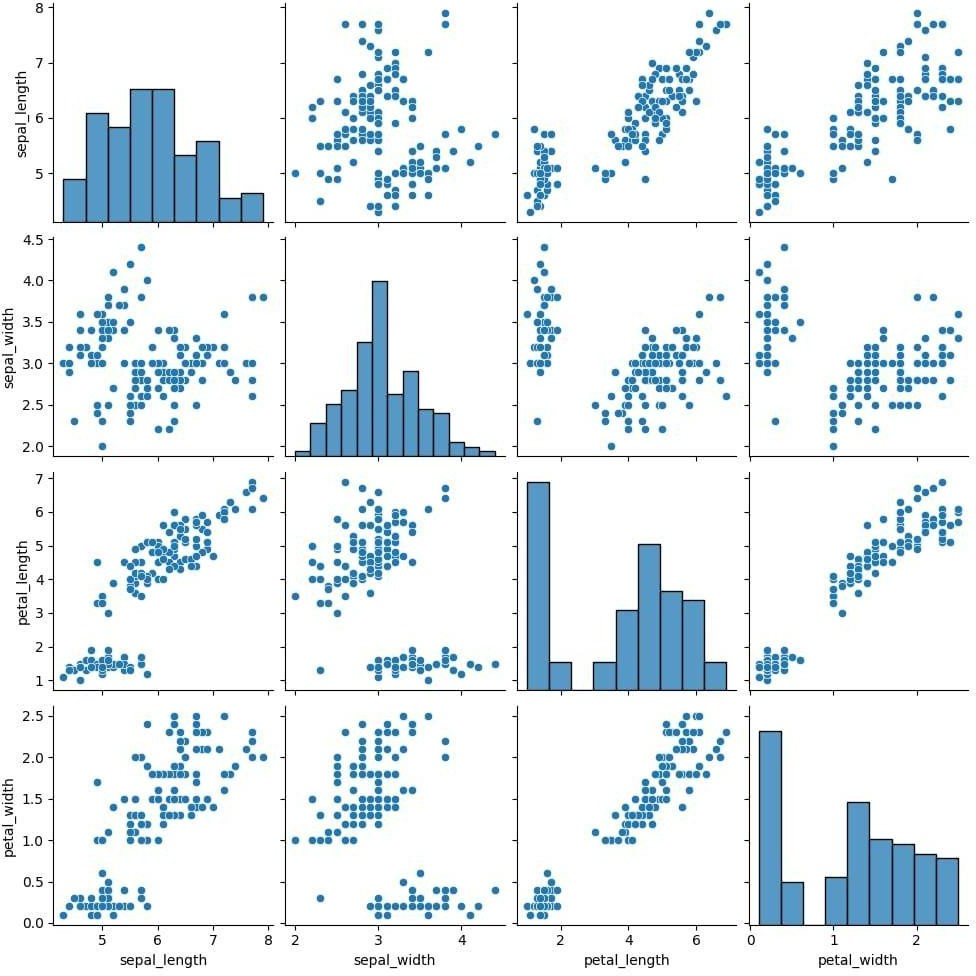 8
7
6
5
sepal_length
4.5
4.0
3.5
3.0
2.5
2.0
sepal_width
7
6
5
4
3
2
1
petal_length
2.5
2.0
1.5
1.0
0.5
0.0
petal_width
5 6 7 8
sepal_length
2 3 4
sepal_width
2 4 6
petal_length
0 1 2
petal_width